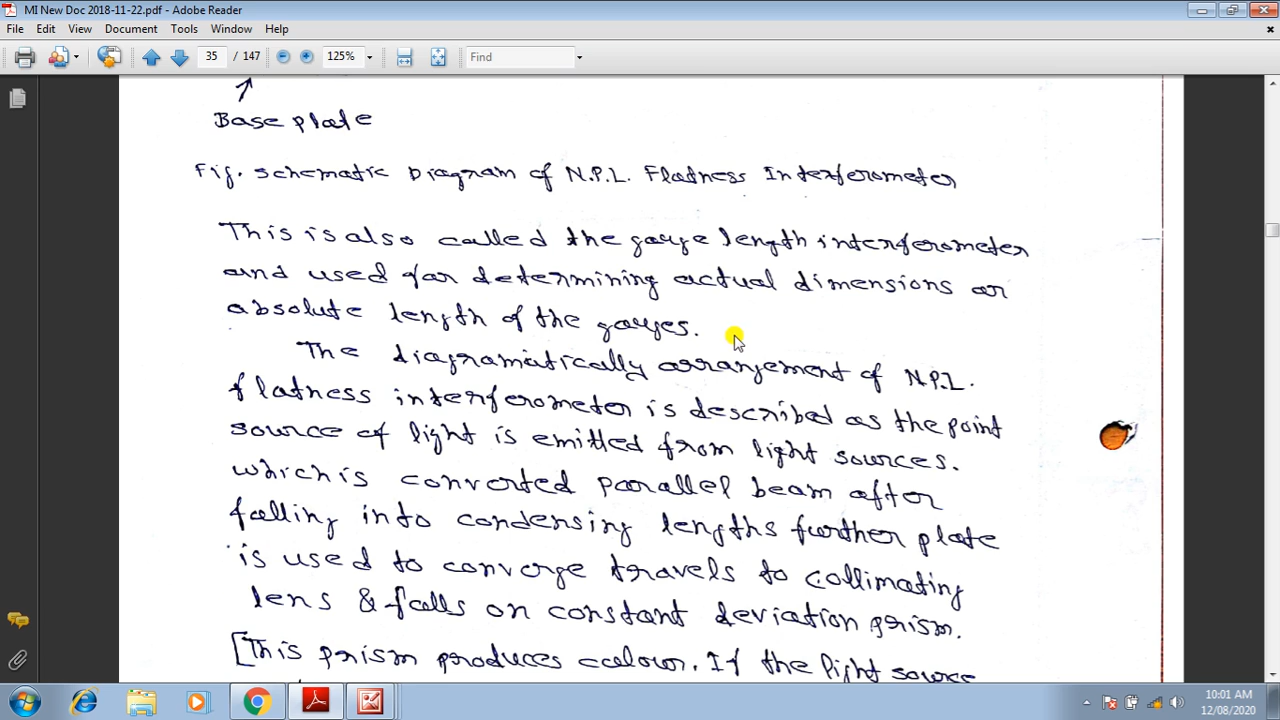 MI New Doc 2018-11-22.pdf - Adobe Reader
File Edit View Document Tools Window Help
35 / 147 125% Find
Base plate
Fig. schematic Diagram of N.P.L. Flatness Interferometer
This is also called the gauge length interferometer
and used for determining actual dimensions or
absolute length of the gauges.
The diagramatically arrangement of N.P.L.
flatness interferometer is described as the point
source of light is emitted from light sources.
which is converted parallel beam after
falling into condensing lengths further plate
is used to converge travels to collimating
lens & falls on constant deviation prism.
[This prism produces colour. If the light source
10:01 AM
12/08/2020